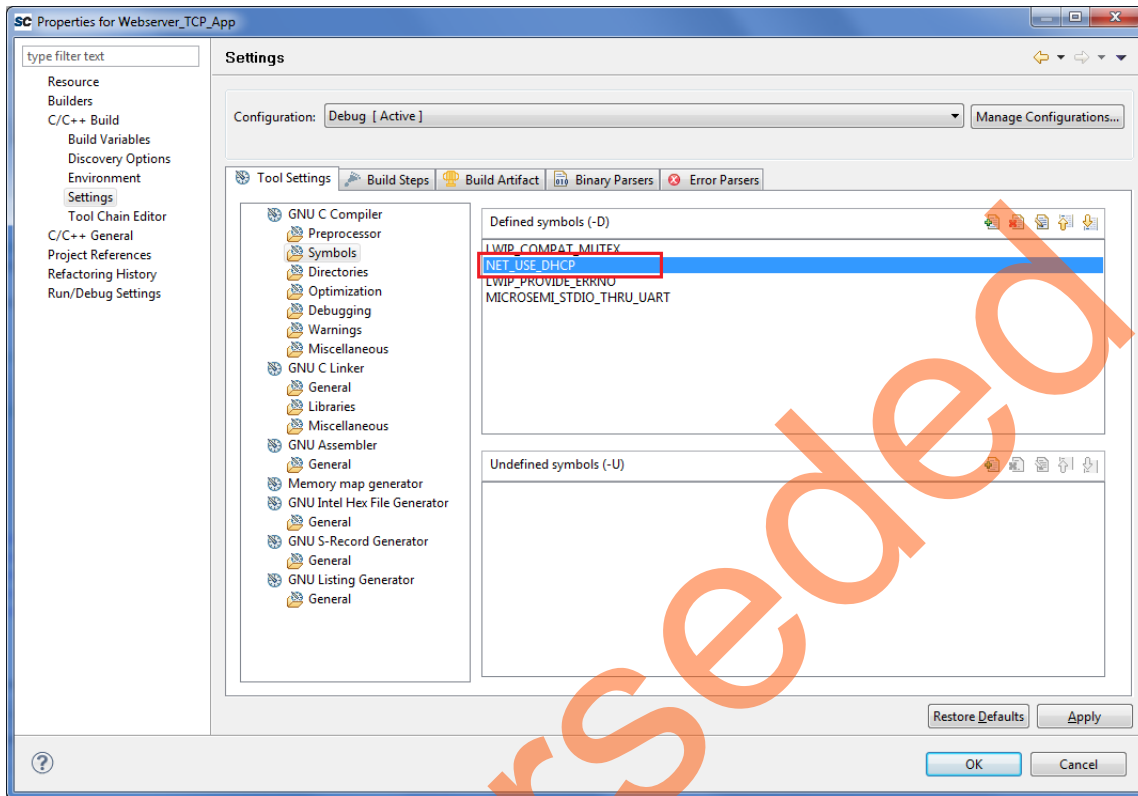 SC Properties for Webserver_TCP_App
type filter text
Resource
Builders
C/C++ Build
Build Variables
Discovery Options
Environment
Settings
Tool Chain Editor
C/C++ General
Project References
Refactoring History
Run/Debug Settings
Settings
Configuration: Debug [ Active ] Manage Configurations...
Tool Settings Build Steps Build Artifact Binary Parsers Error Parsers
GNU C Compiler
Preprocessor
Symbols
Directories
Optimization
Debugging
Warnings
Miscellaneous
GNU C Linker
General
Libraries
Miscellaneous
GNU Assembler
General
Memory map generator
GNU Intel Hex File Generator
General
GNU S-Record Generator
General
GNU Listing Generator
General
Defined symbols (-D)
LWIP_COMPAT_MUTEX
NET_USE_DHCP
LWIP_PROVIDE_ERRNO
MICROSEMI_STDIO_THRU_UART
Undefined symbols (-U)
Restore Defaults Apply
? OK Cancel
rseded